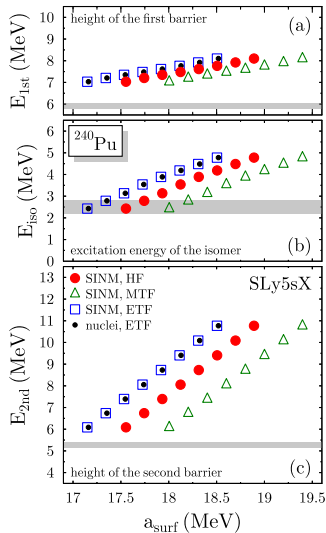 10
9
8
7
6
E1st (MeV)
height of the first barrier
(a)
6
5
4
3
2
1
0
Eiso (MeV)
240Pu
excitation energy of the isomer
(b)
13
12
11
10
9
8
7
6
5
4
E2nd (MeV)
SLy5sX
SINM, HF
SINM, MTF
SINM, ETF
nuclei, ETF
height of the second barrier
(c)
17 17.5 18 18.5 19 19.5
asurf (MeV)